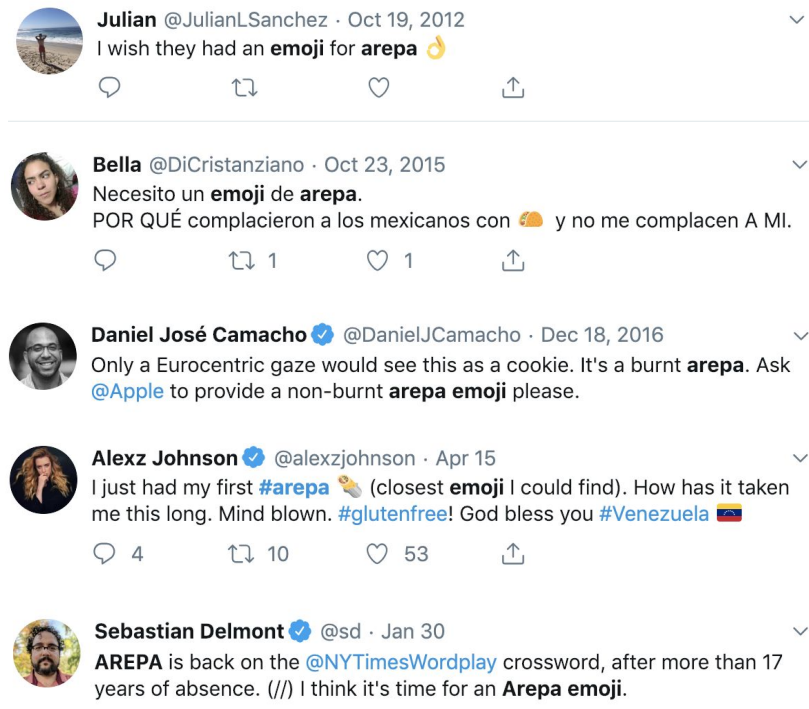 Julian @JulianLSanchez · Oct 19, 2012
I wish they had an emoji for arepa 👌
Bella @DiCristanziano · Oct 23, 2015
Necesito un emoji de arepa.
POR QUÉ complacieron a los mexicanos con 🌮 y no me complacen A MI.
1 1
Daniel José Camacho @DanielJCamacho · Dec 18, 2016
Only a Eurocentric gaze would see this as a cookie. It's a burnt arepa. Ask
@Apple to provide a non-burnt arepa emoji please.
Alexz Johnson @alexzjohnson · Apr 15
I just had my first #arepa 🌯 (closest emoji I could find). How has it taken
me this long. Mind blown. #glutenfree! God bless you #Venezuela 🇻🇪
4 10 53
Sebastian Delmont @sd · Jan 30
AREPA is back on the @NYTimesWordplay crossword, after more than 17
years of absence. (//) I think it's time for an Arepa emoji.